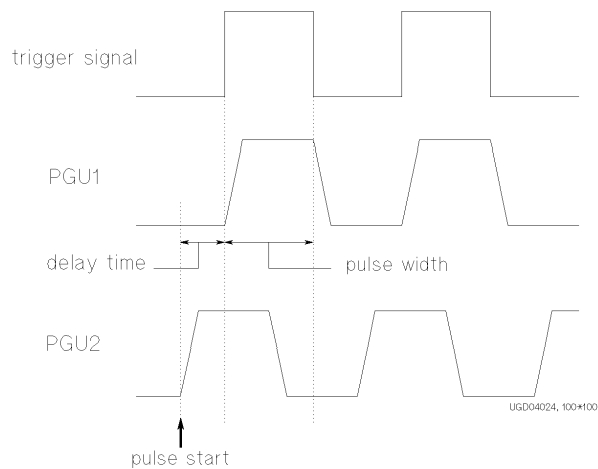 trigger signal
PGU1
delay time
pulse width
PGU2
UGD04024, 100*100
pulse start